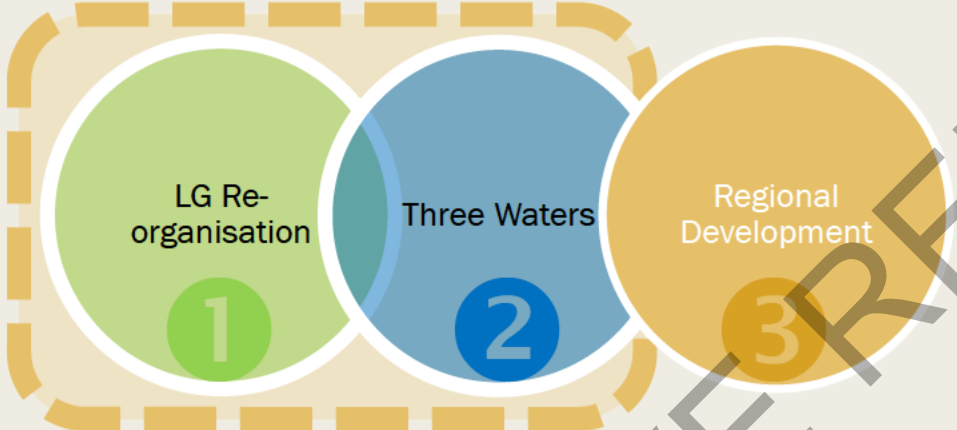 LG Re-
organisation
Three Waters
Regional
Development
1
2
3